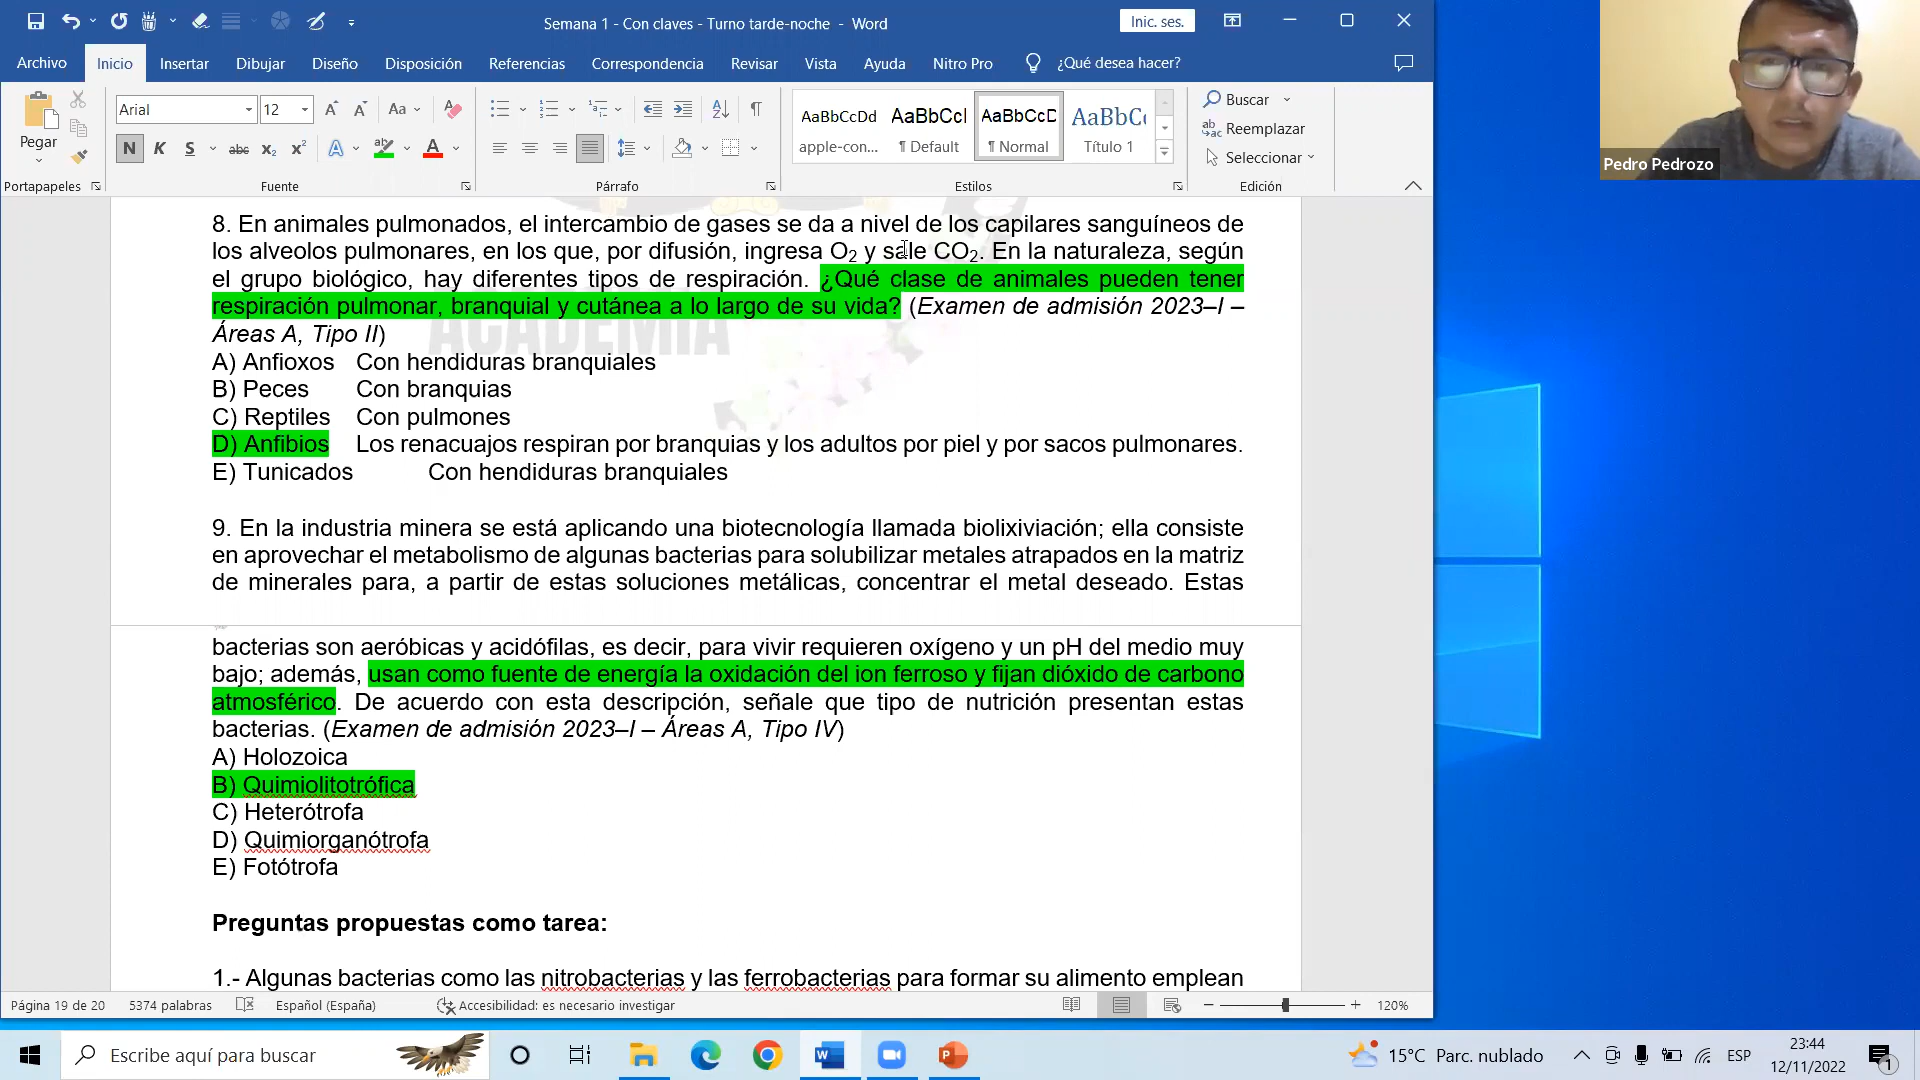 Semana 1 - Con claves - Turno tarde-noche - Word
Inic. ses.
Archivo Inicio Insertar Dibujar Diseño Disposición Referencias Correspondencia Revisar Vista Ayuda Nitro Pro ¿Qué desea hacer?
Pegar
Portapapeles
Arial 12
Aa
N K S abc x₂ x² A A
Fuente
Párrafo
AaBbCcDd AaBbCcI AaBbCcD AaBbC
apple-con... ¶ Default ¶ Normal Título 1
Estilos
Buscar
Reemplazar
Seleccionar
Edición
Pedro Pedrozo
8. En animales pulmonados, el intercambio de gases se da a nivel de los capilares sanguíneos de
los alveolos pulmonares, en los que, por difusión, ingresa O₂ y sale CO₂. En la naturaleza, según
el grupo biológico, hay diferentes tipos de respiración. ¿Qué clase de animales pueden tener
respiración pulmonar, branquial y cutánea a lo largo de su vida? (Examen de admisión 2023–I –
Áreas A, Tipo II)
ACADEMIA
A) Anfioxos Con hendiduras branquiales
B) Peces Con branquias
C) Reptiles Con pulmones
D) Anfibios Los renacuajos respiran por branquias y los adultos por piel y por sacos pulmonares.
E) Tunicados Con hendiduras branquiales
9. En la industria minera se está aplicando una biotecnología llamada biolixiviación; ella consiste
en aprovechar el metabolismo de algunas bacterias para solubilizar metales atrapados en la matriz
de minerales para, a partir de estas soluciones metálicas, concentrar el metal deseado. Estas
bacterias son aeróbicas y acidófilas, es decir, para vivir requieren oxígeno y un pH del medio muy
bajo; además, usan como fuente de energía la oxidación del ion ferroso y fijan dióxido de carbono
atmosférico. De acuerdo con esta descripción, señale que tipo de nutrición presentan estas
bacterias. (Examen de admisión 2023–I – Áreas A, Tipo IV)
A) Holozoica
B) Quimiolitotrófica
C) Heterótrofa
D) Quimiorganótrofa
E) Fotótrofa
Preguntas propuestas como tarea:
1.- Algunas bacterias como las nitrobacterias y las ferrobacterias para formar su alimento emplean
Página 19 de 20 5374 palabras Español (España) Accesibilidad: es necesario investigar 120%
Escribe aquí para buscar
15°C Parc. nublado
ESP
23:44
12/11/2022
1